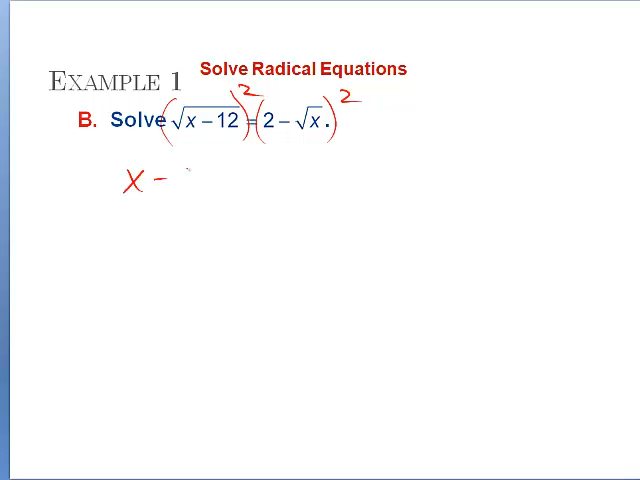 Solve Radical Equations
EXAMPLE 1
B. Solve (√x − 12)² = (2 − √x.)²
x −